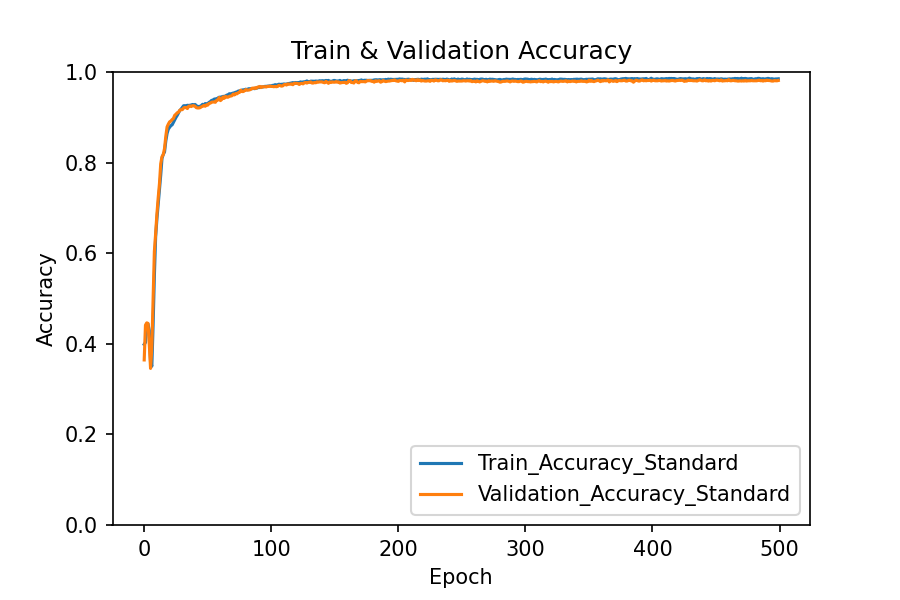 Train & Validation Accuracy
1.0
0.8
0.6
0.4
0.2
0.0
Accuracy
Train_Accuracy_Standard
Validation_Accuracy_Standard
0 100 200 300 400 500
Epoch